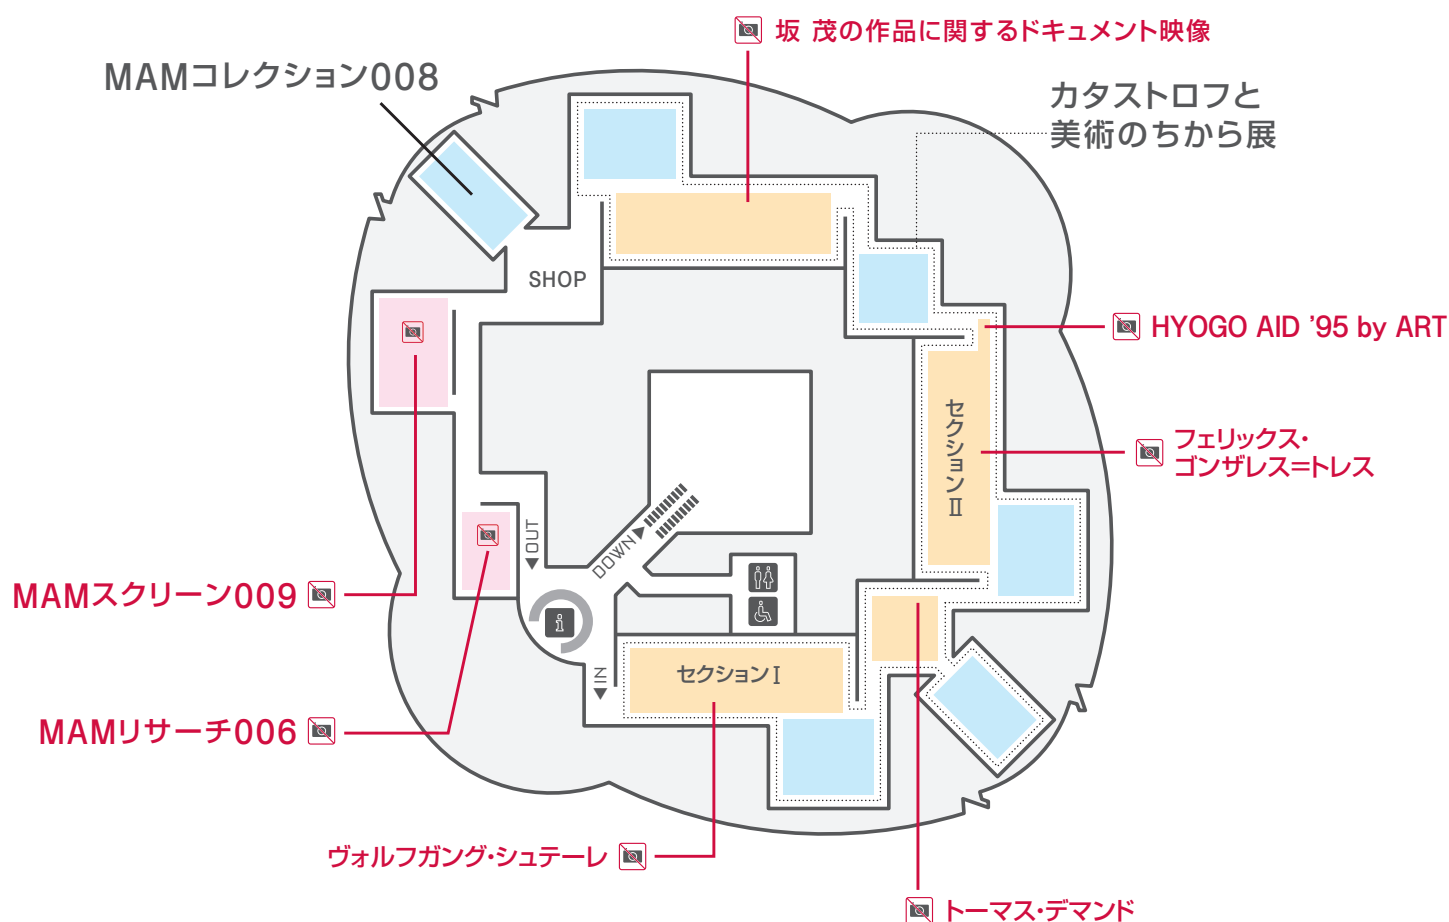 坂 茂の作品に関するドキュメント映像
MAMコレクション008
カタストロフと
美術のちから展
SHOP
HYOGO AID ’95 by ART
フェリックス・
ゴンザレス=トレス
セクションⅡ
OUT
DOWN
MAMスクリーン009
i
IN
セクションⅠ
MAMリサーチ006
ヴォルフガング・シュテーレ
トーマス・デマンド